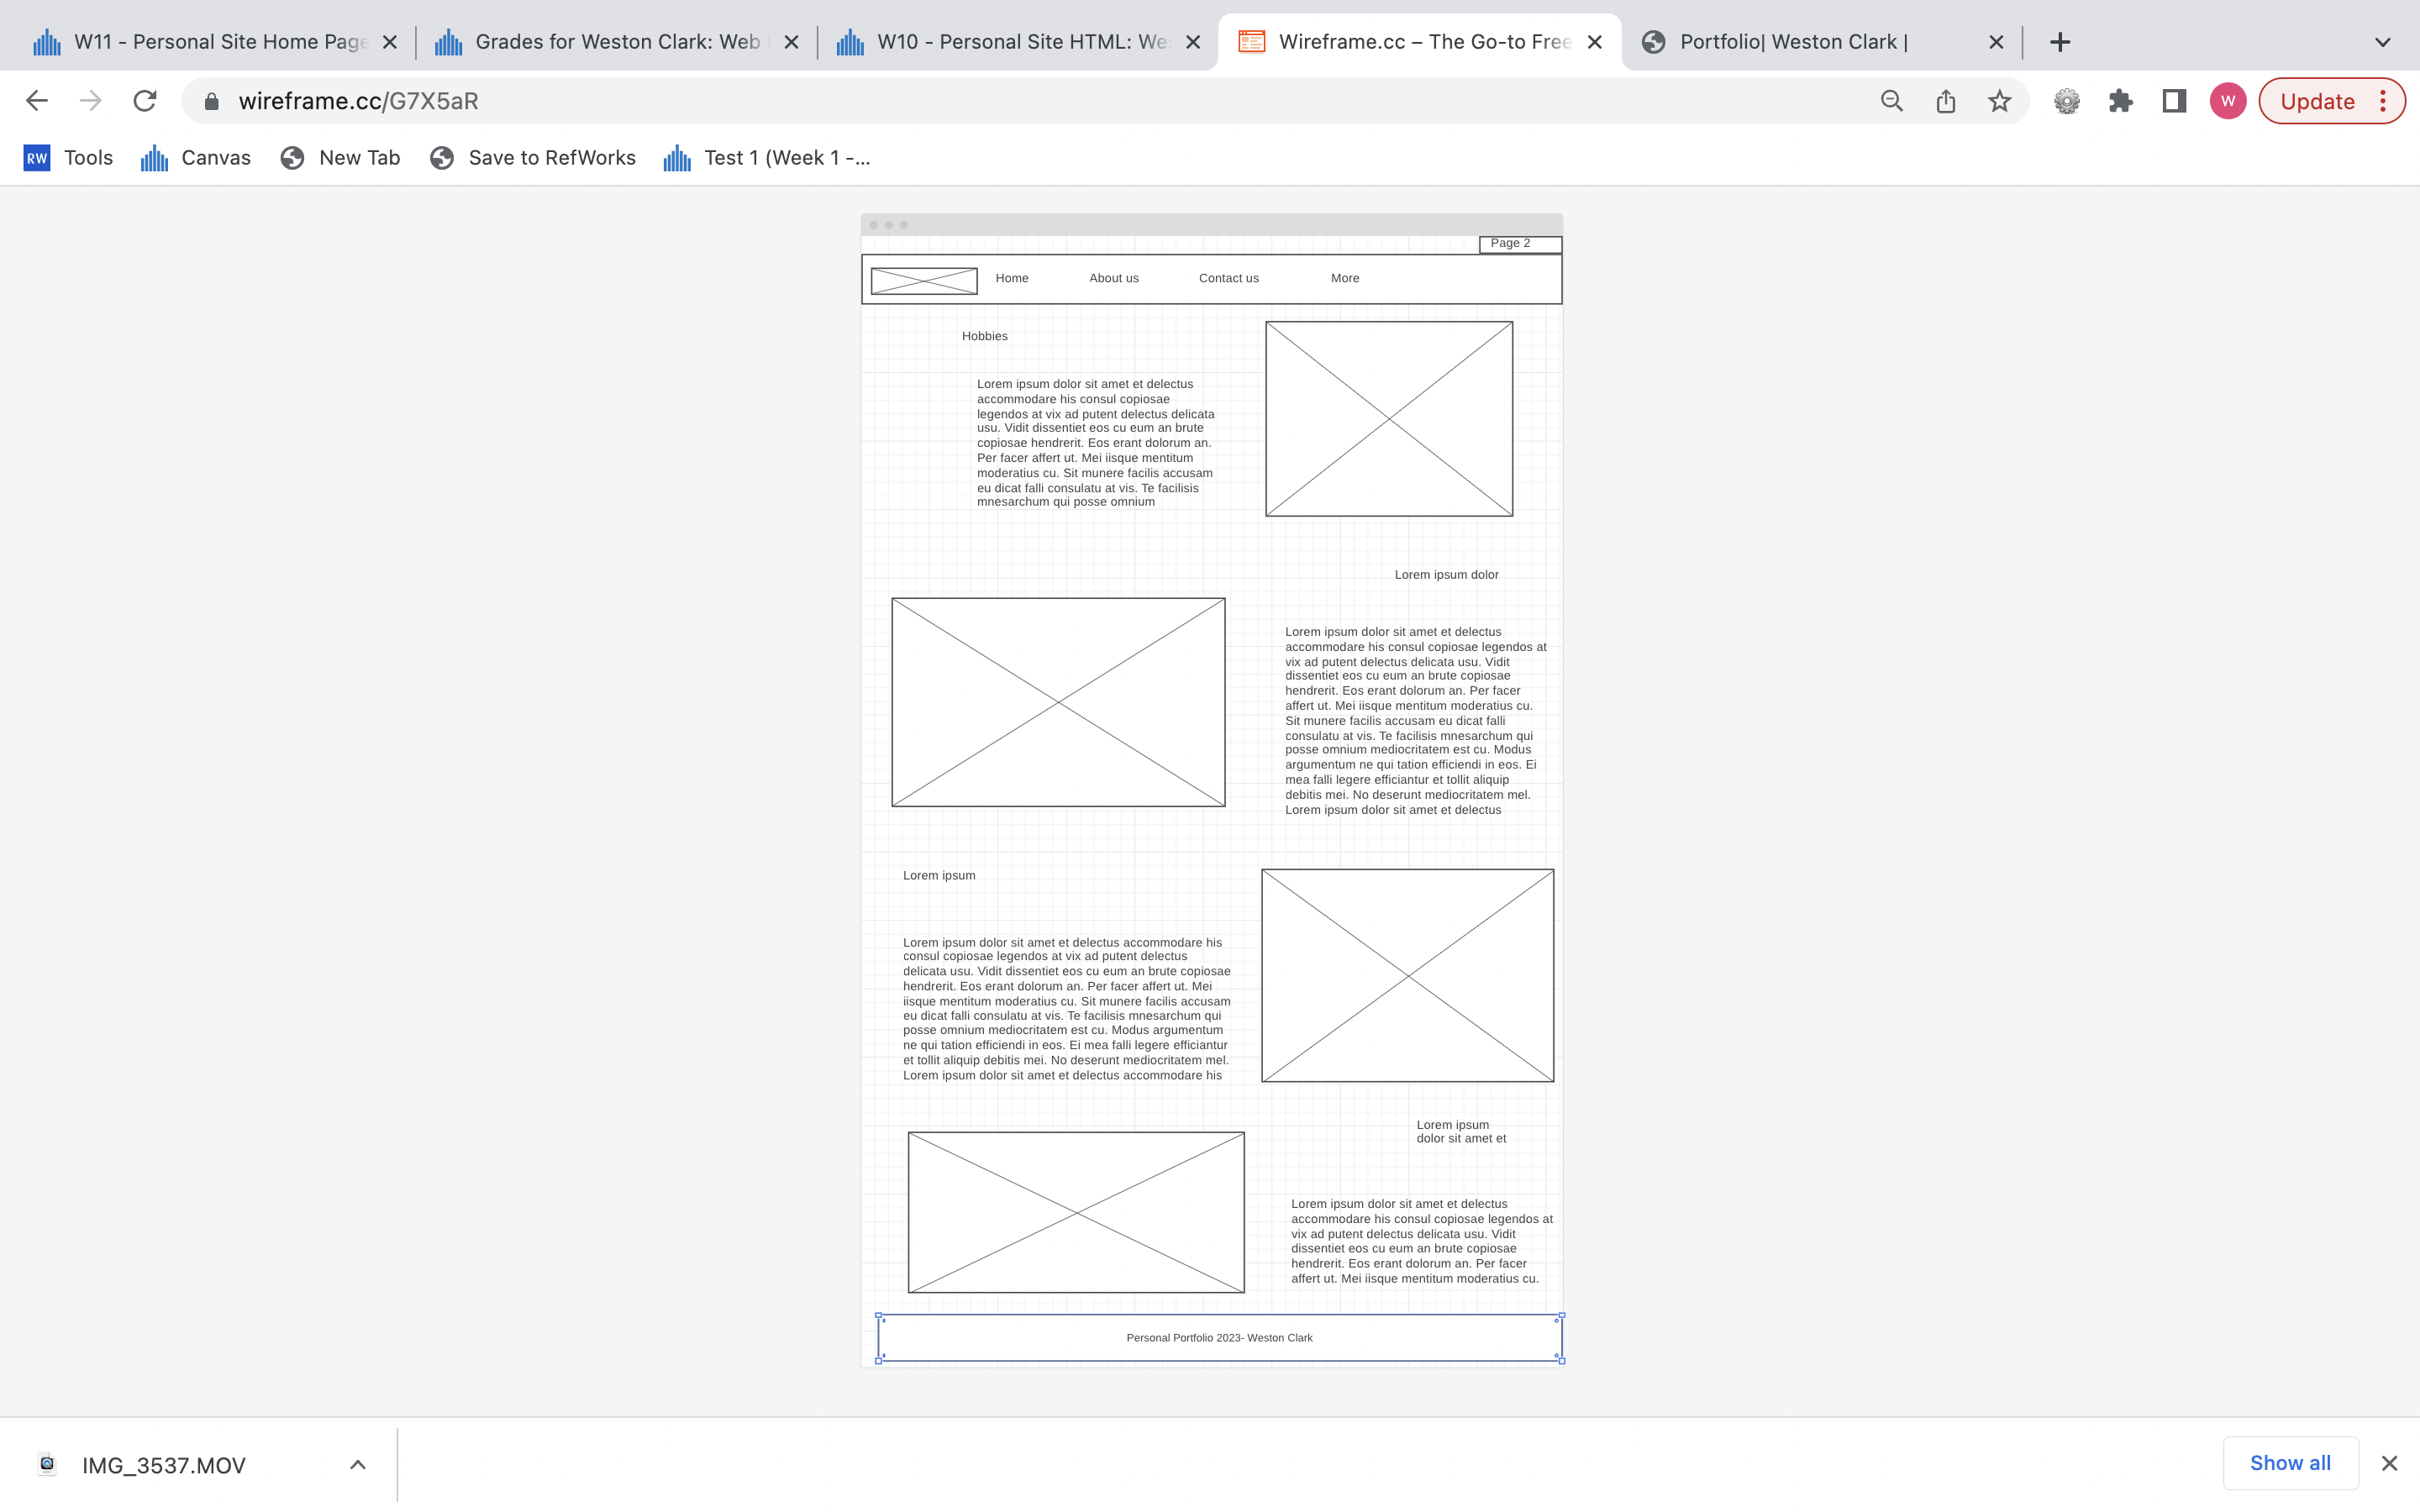 W11 - Personal Site Home Page
Grades for Weston Clark: Web
W10 - Personal Site HTML: Wes
Wireframe.cc – The Go-to Free
Portfolio| Weston Clark |
wireframe.cc/G7X5aR
W
Update
RW Tools
Canvas
New Tab
Save to RefWorks
Test 1 (Week 1 -...
Page 2
Home
About us
Contact us
More
Hobbies
Lorem ipsum dolor sit amet et delectus
accommodare his consul copiosae
legendos at vix ad putent delectus delicata
usu. Vidit dissentiet eos cu eum an brute
copiosae hendrerit. Eos erant dolorum an.
Per facer affert ut. Mei iisque mentitum
moderatius cu. Sit munere facilis accusam
eu dicat falli consulatu at vis. Te facilisis
mnesarchum qui posse omnium
Lorem ipsum dolor
Lorem ipsum dolor sit amet et delectus
accommodare his consul copiosae legendos at
vix ad putent delectus delicata usu. Vidit
dissentiet eos cu eum an brute copiosae
hendrerit. Eos erant dolorum an. Per facer
affert ut. Mei iisque mentitum moderatius cu.
Sit munere facilis accusam eu dicat falli
consulatu at vis. Te facilisis mnesarchum qui
posse omnium mediocritatem est cu. Modus
argumentum ne qui tation efficiendi in eos. Ei
mea falli legere efficiantur et tollit aliquip
debitis mei. No deserunt mediocritatem mel.
Lorem ipsum dolor sit amet et delectus
Lorem ipsum
Lorem ipsum dolor sit amet et delectus accommodare his
consul copiosae legendos at vix ad putent delectus
delicata usu. Vidit dissentiet eos cu eum an brute copiosae
hendrerit. Eos erant dolorum an. Per facer affert ut. Mei
iisque mentitum moderatius cu. Sit munere facilis accusam
eu dicat falli consulatu at vis. Te facilisis mnesarchum qui
posse omnium mediocritatem est cu. Modus argumentum
ne qui tation efficiendi in eos. Ei mea falli legere efficiantur
et tollit aliquip debitis mei. No deserunt mediocritatem mel.
Lorem ipsum dolor sit amet et delectus accommodare his
Lorem ipsum
dolor sit amet et
Lorem ipsum dolor sit amet et delectus
accommodare his consul copiosae legendos at
vix ad putent delectus delicata usu. Vidit
dissentiet eos cu eum an brute copiosae
hendrerit. Eos erant dolorum an. Per facer
affert ut. Mei iisque mentitum moderatius cu.
Personal Portfolio 2023- Weston Clark
IMG_3537.MOV
Show all